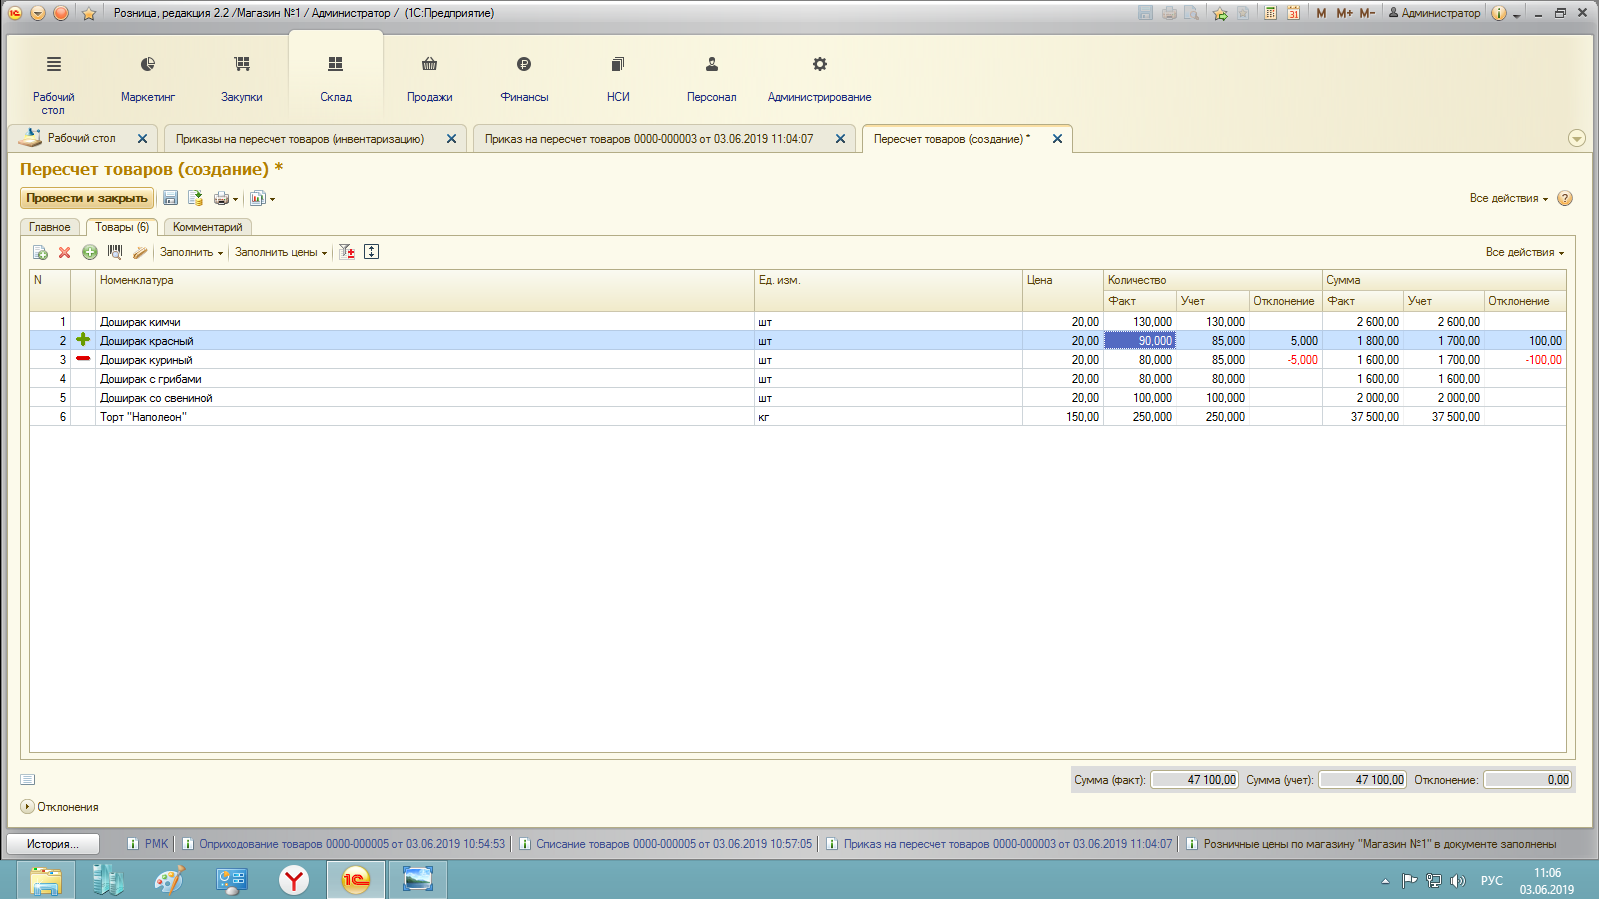 Розница, редакция 2.2 /Магазин №1 / Администратор / (1С:Предприятие)
31 M M+ M- Администратор
Рабочий стол
Маркетинг
Закупки
Склад
Продажи
Финансы
НСИ
Персонал
Администрирование
Рабочий стол
Приказы на пересчет товаров (инвентаризацию)
Приказ на пересчет товаров 0000-000003 от 03.06.2019 11:04:07
Пересчет товаров (создание) *
Пересчет товаров (создание) *
Провести и закрыть
Все действия
?
Главное
Товары (6)
Комментарий
Заполнить
Заполнить цены
Все действия
N Номенклатура Ед. изм. Цена Количество Сумма
Факт Учет Отклонение Факт Учет Отклонение
1 Доширак кимчи шт 20,00 130,000 130,000 2 600,00 2 600,00
2 Доширак красный шт 20,00 90,000 85,000 5,000 1 800,00 1 700,00 100,00
3 Доширак куриный шт 20,00 80,000 85,000 -5,000 1 600,00 1 700,00 -100,00
4 Доширак с грибами шт 20,00 80,000 80,000 1 600,00 1 600,00
5 Доширак со свениной шт 20,00 100,000 100,000 2 000,00 2 000,00
6 Торт "Наполеон" кг 150,00 250,000 250,000 37 500,00 37 500,00
Сумма (факт): 47 100,00 Сумма (учет): 47 100,00 Отклонение: 0,00
Отклонения
История...
РМК
Оприходование товаров 0000-000005 от 03.06.2019 10:54:53
Списание товаров 0000-000005 от 03.06.2019 10:57:05
Приказ на пересчет товаров 0000-000003 от 03.06.2019 11:04:07
Розничные цены по магазину "Магазин №1" в документе заполнены
1С
РУС
11:06
03.06.2019